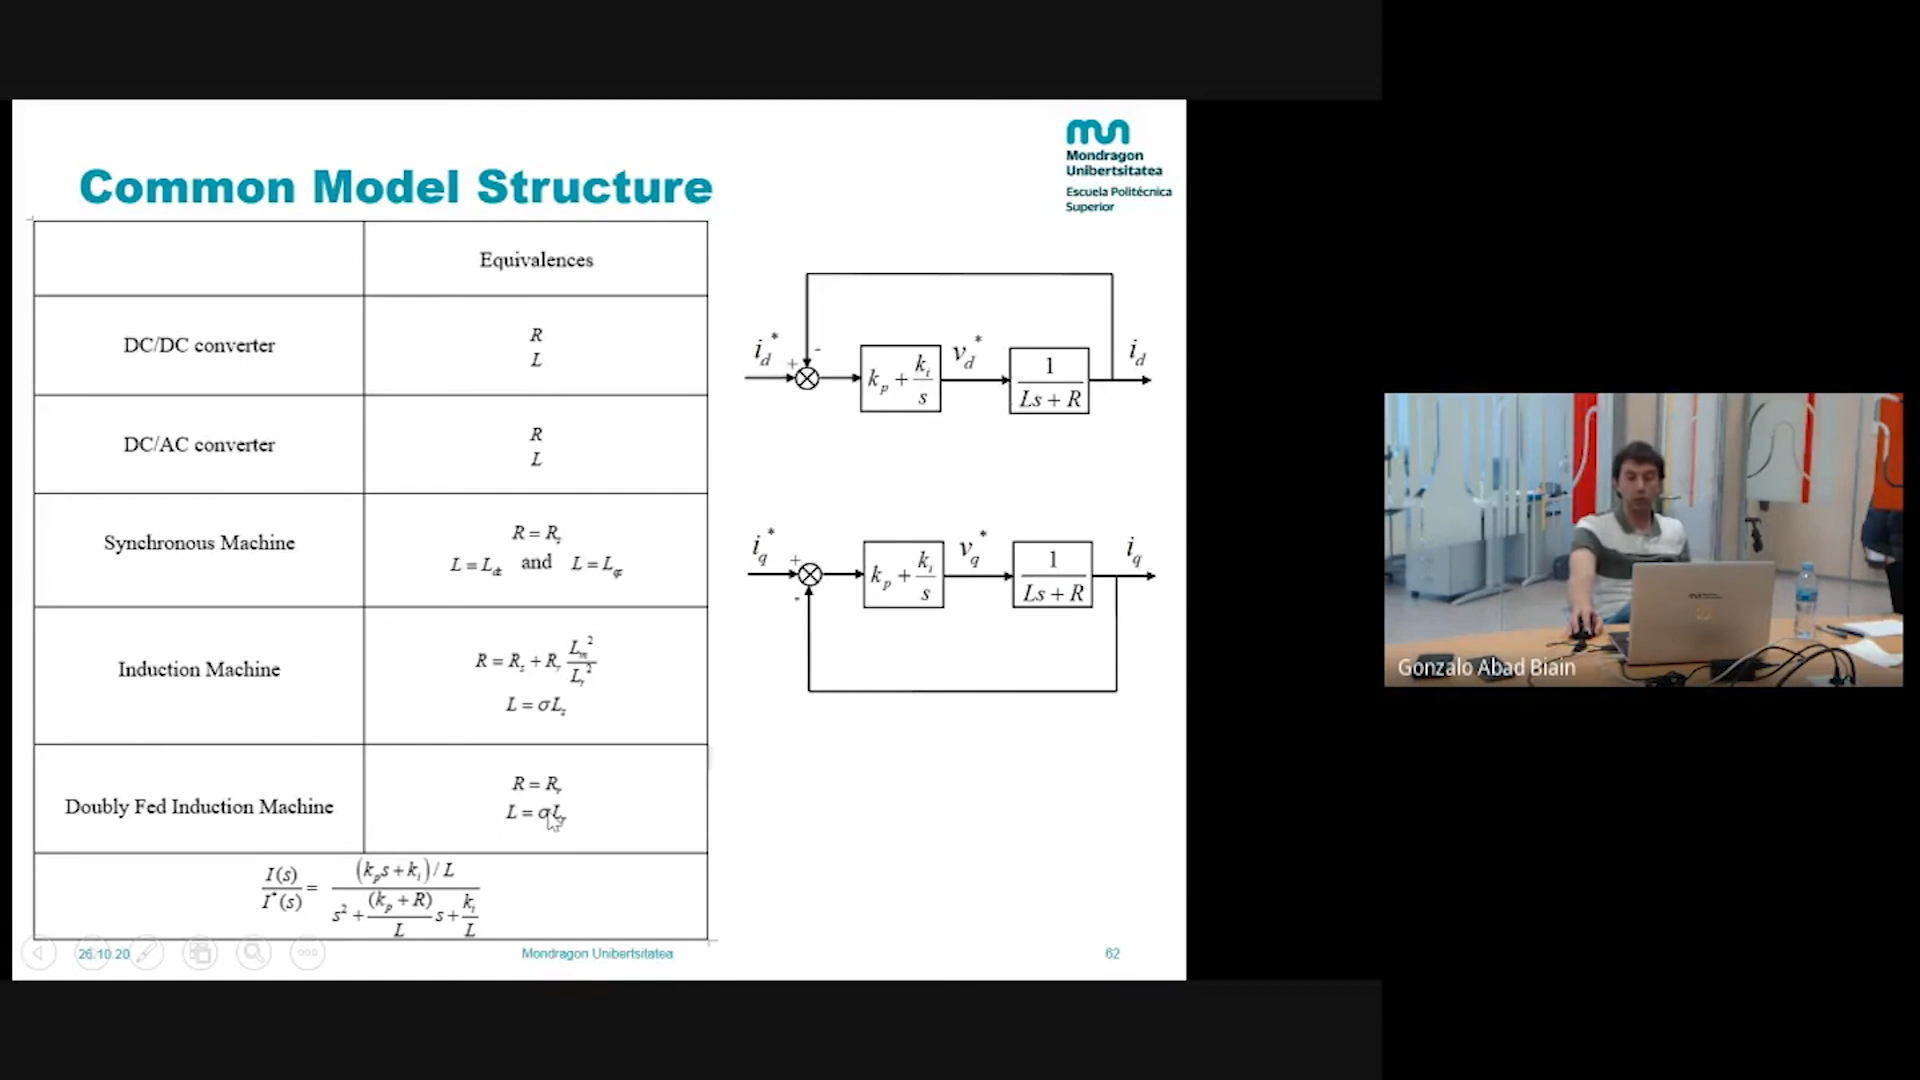 Common Model Structure
Mondragon
Unibertsitatea
Escuela Politécnica
Superior
Equivalences
DC/DC converter
R
L
DC/AC converter
R
L
Synchronous Machine
R = R_s
L = L_ds and L = L_qs
Induction Machine
R = R_s + R_r L_m^2 / L_r^2
L = σL_s
Doubly Fed Induction Machine
R = R_r
L = σL_r
I(s) / I*(s) = ((k_p s + k_i) / L) / (s^2 + ((k_p + R) / L) s + k_i / L)
i_d* + - k_p + k_i / s v_d* 1 / (Ls + R) i_d
i_q* + - k_p + k_i / s v_q* 1 / (Ls + R) i_q
26.10.20
Mondragon Unibertsitatea
62
Gonzalo Abad Biain